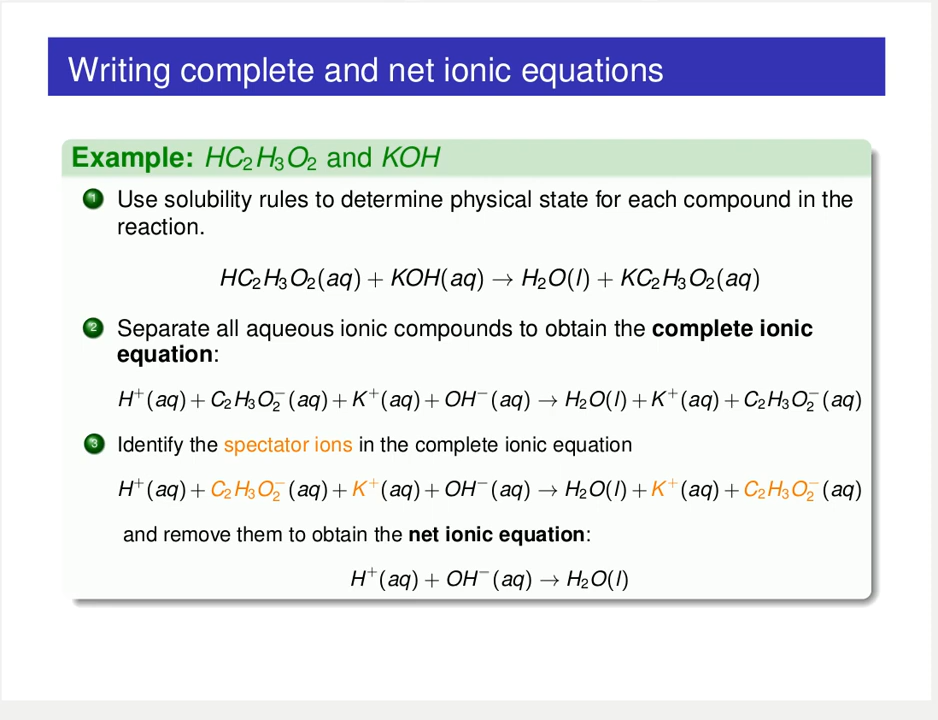 Writing complete and net ionic equations
Example: HC₂H₃O₂ and KOH
1 Use solubility rules to determine physical state for each compound in the
reaction.
HC₂H₃O₂(aq) + KOH(aq) → H₂O(l) + KC₂H₃O₂(aq)
2 Separate all aqueous ionic compounds to obtain the complete ionic
equation:
H⁺(aq) + C₂H₃O₂⁻(aq) + K⁺(aq) + OH⁻(aq) → H₂O(l) + K⁺(aq) + C₂H₃O₂⁻(aq)
3 Identify the spectator ions in the complete ionic equation
H⁺(aq) + C₂H₃O₂⁻(aq) + K⁺(aq) + OH⁻(aq) → H₂O(l) + K⁺(aq) + C₂H₃O₂⁻(aq)
and remove them to obtain the net ionic equation:
H⁺(aq) + OH⁻(aq) → H₂O(l)